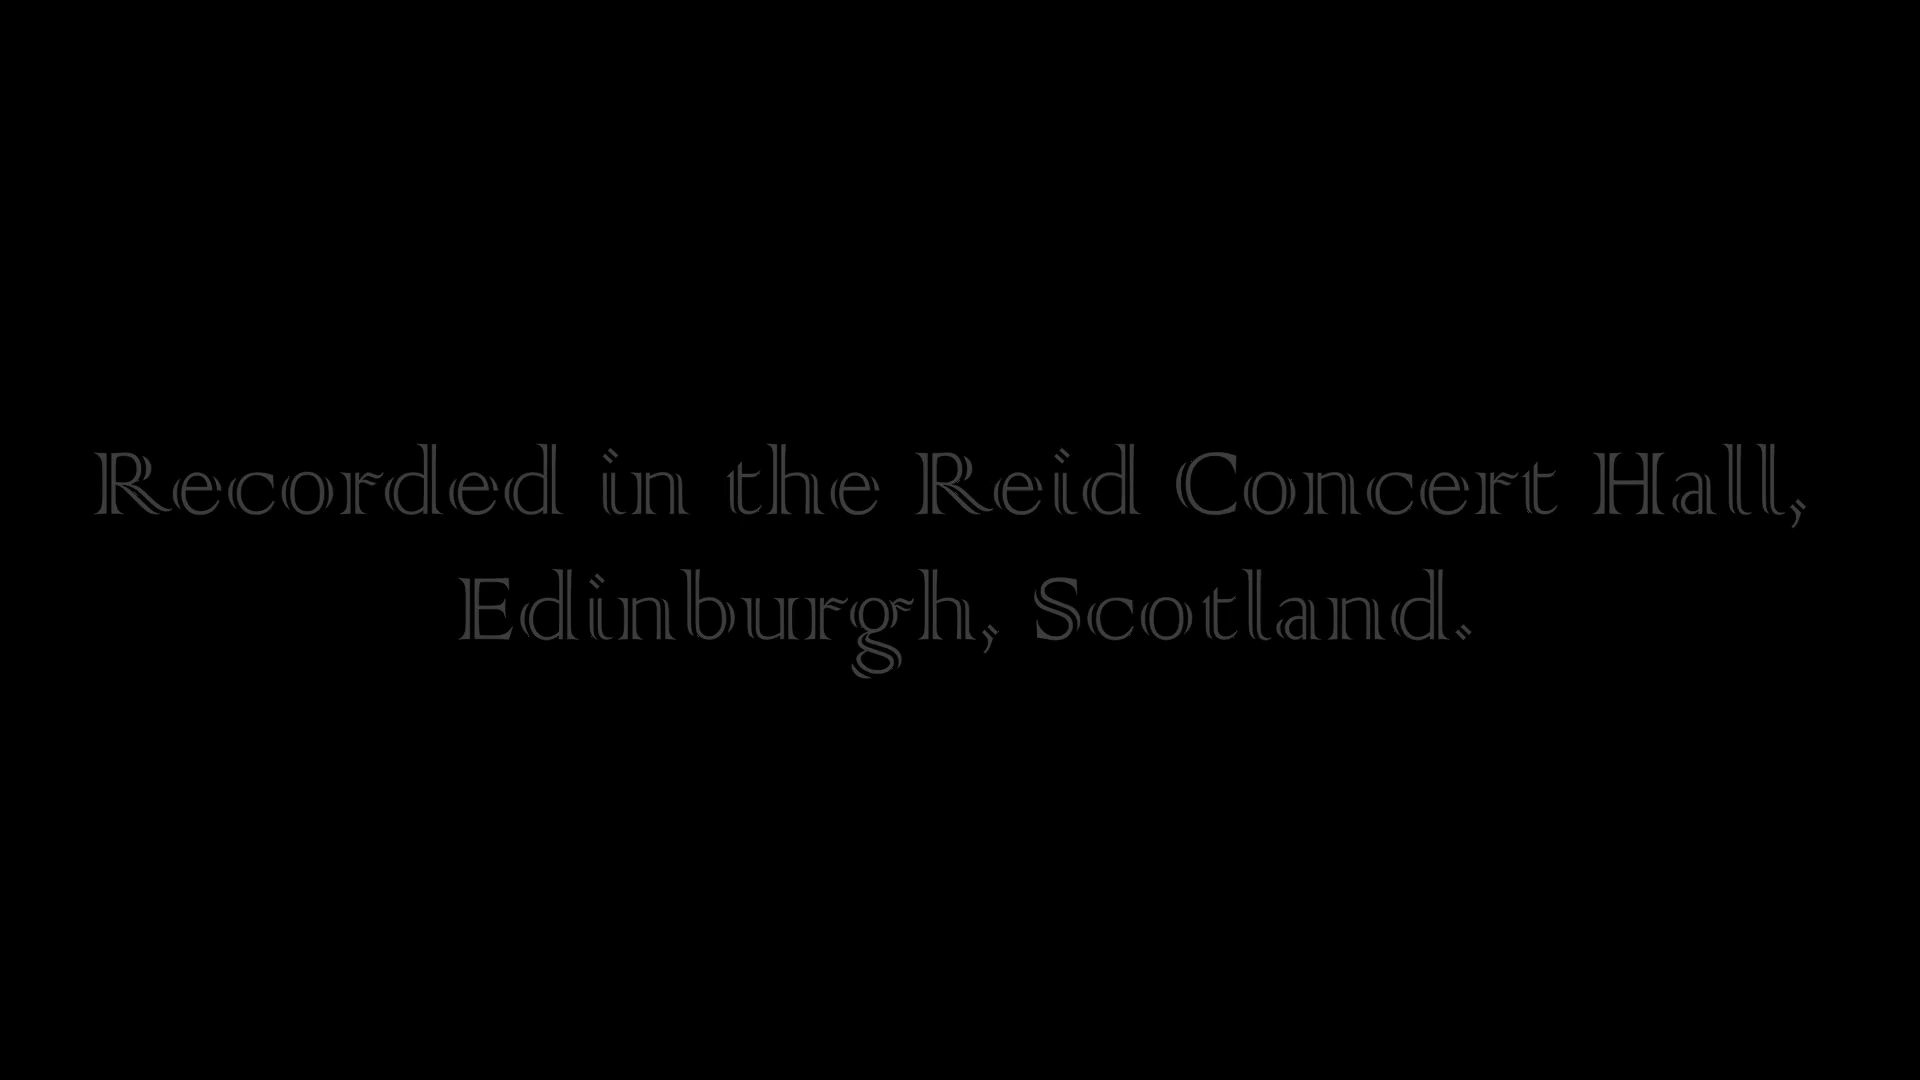 Recorded in the Reid Concert Hall,
Edinburgh, Scotland.